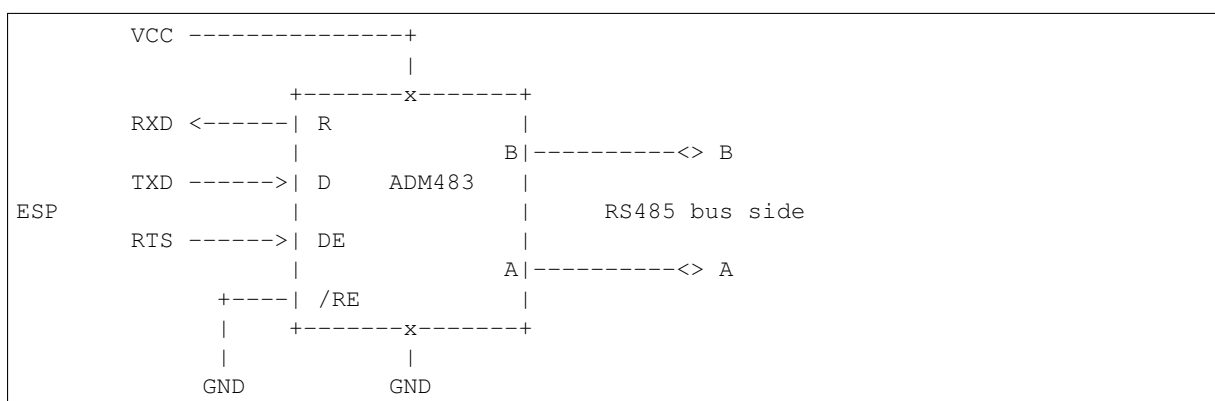 VCC ---------------+
|
+-------x-------+
RXD <------| R |
| B|----------<> B
TXD ------>| D ADM483 |
ESP | | RS485 bus side
RTS ------>| DE |
| A|----------<> A
+----| /RE |
| +-------x-------+
| |
GND GND